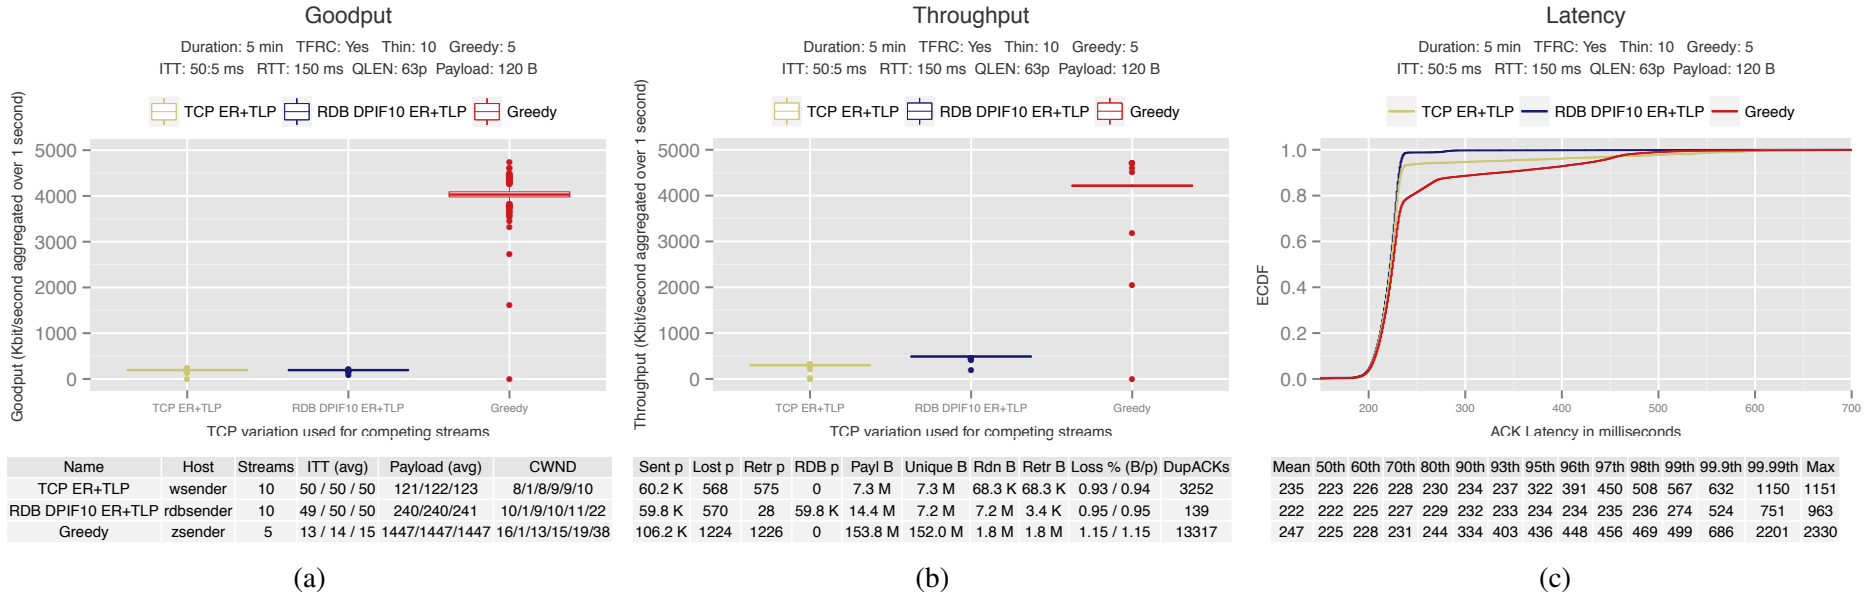 Goodput
Duration: 5 min TFRC: Yes Thin: 10 Greedy: 5
ITT: 50:5 ms RTT: 150 ms QLEN: 63p Payload: 120 B
TCP ER+TLP RDB DPIF10 ER+TLP Greedy
Goodput (Kbit/second aggregated over 1 second)
5000
4000
3000
2000
1000
0
TCP ER+TLP RDB DPIF10 ER+TLP Greedy
TCP variation used for competing streams
Name Host Streams ITT (avg) Payload (avg) CWND
TCP ER+TLP wsender 10 50 / 50 / 50 121/122/123 8/1/8/9/9/10
RDB DPIF10 ER+TLP rdbsender 10 49 / 50 / 50 240/240/241 10/1/9/10/11/22
Greedy zsender 5 13 / 14 / 15 1447/1447/1447 16/1/13/15/19/38
(a)
Throughput
Duration: 5 min TFRC: Yes Thin: 10 Greedy: 5
ITT: 50:5 ms RTT: 150 ms QLEN: 63p Payload: 120 B
TCP ER+TLP RDB DPIF10 ER+TLP Greedy
Throughput (Kbit/second aggregated over 1 second)
5000
4000
3000
2000
1000
0
TCP ER+TLP RDB DPIF10 ER+TLP Greedy
TCP variation used for competing streams
Sent p Lost p Retr p RDB p Payl B Unique B Rdn B Retr B Loss % (B/p) DupACKs
60.2 K 568 575 0 7.3 M 7.3 M 68.3 K 68.3 K 0.93 / 0.94 3252
59.8 K 570 28 59.8 K 14.4 M 7.2 M 7.2 M 3.4 K 0.95 / 0.95 139
106.2 K 1224 1226 0 153.8 M 152.0 M 1.8 M 1.8 M 1.15 / 1.15 13317
(b)
Latency
Duration: 5 min TFRC: Yes Thin: 10 Greedy: 5
ITT: 50:5 ms RTT: 150 ms QLEN: 63p Payload: 120 B
TCP ER+TLP RDB DPIF10 ER+TLP Greedy
ECDF
1.0
0.8
0.6
0.4
0.2
0.0
200 300 400 500 600 700
ACK Latency in milliseconds
Mean 50th 60th 70th 80th 90th 93th 95th 96th 97th 98th 99th 99.9th 99.99th Max
235 223 226 228 230 234 237 322 391 450 508 567 632 1150 1151
222 222 225 227 229 232 233 234 234 235 236 274 524 751 963
247 225 228 231 244 334 403 436 448 456 469 499 686 2201 2330
(c)